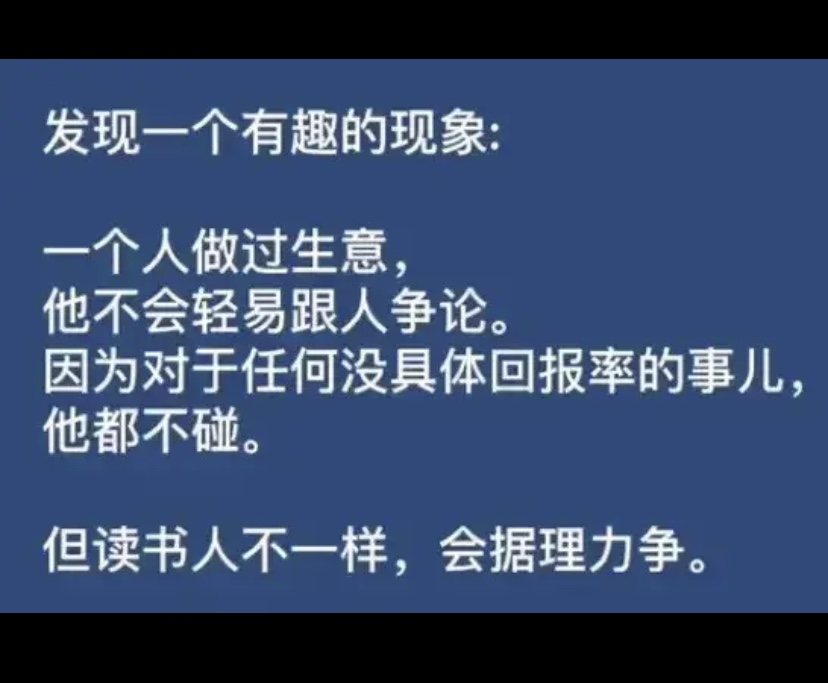 发现一个有趣的现象:
一个人做过生意，
他不会轻易跟人争论。
因为对于任何没具体回报率的事儿，
他都不碰。
但读书人不一样，会据理力争。